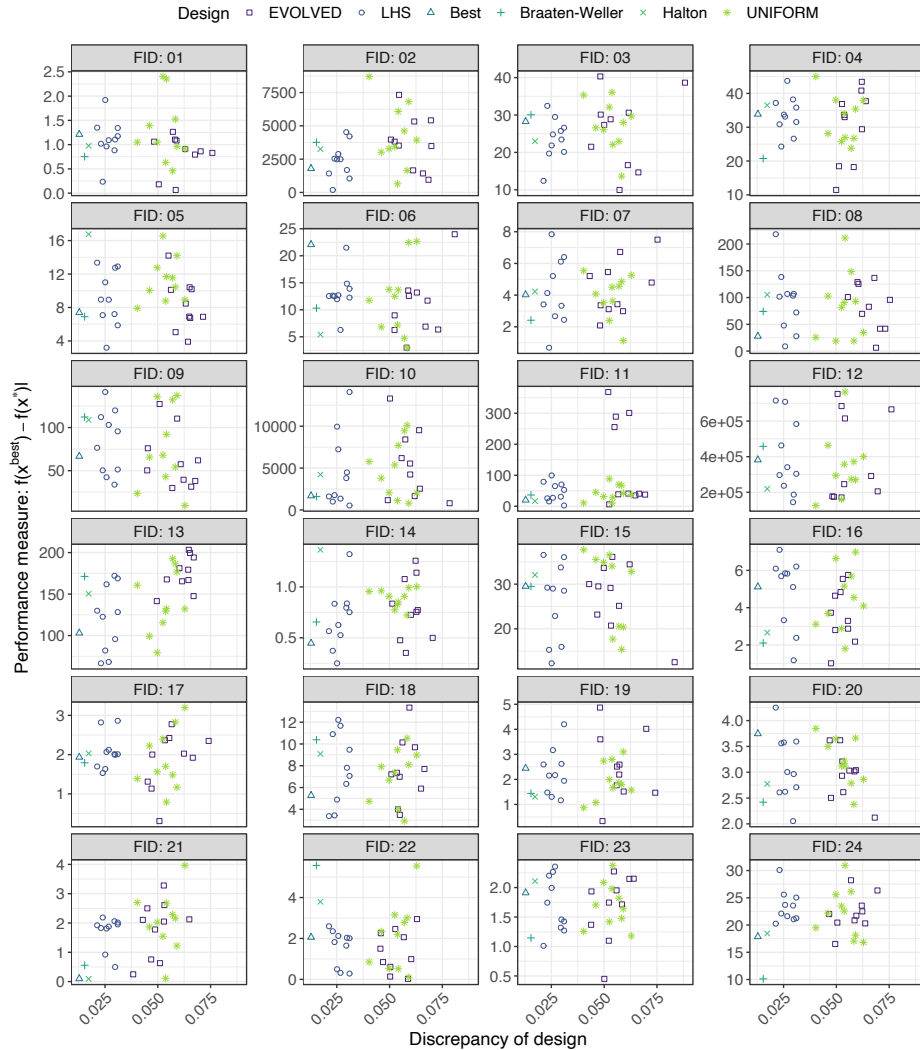 Design EVOLVED LHS Best Braaten-Weller Halton UNIFORM
FID: 01 FID: 02 FID: 03 FID: 04
2.5 2.0 1.5 1.0 0.5 0.0
7500 5000 2500 0
40 30 20 10
40 30 20 10
FID: 05 FID: 06 FID: 07 FID: 08
16 12 8 4
25 20 15 10 5
8 6 4 2
200 150 100 50 0
FID: 09 FID: 10 FID: 11 FID: 12
100 50
10000 5000 0
300 200 100 0
6e+05 4e+05 2e+05
FID: 13 FID: 14 FID: 15 FID: 16
200 150 100
1.0 0.5
30 20
6 4 2
FID: 17 FID: 18 FID: 19 FID: 20
3 2 1
12 10 8 6 4
5 4 3 2 1
4.0 3.5 3.0 2.5 2.0
FID: 21 FID: 22 FID: 23 FID: 24
4 3 2 1 0
4 2 0
2.0 1.5 1.0 0.5
30 25 20 15 10
0.025 0.050 0.075 0.025 0.050 0.075 0.025 0.050 0.075 0.025 0.050 0.075
Discrepancy of design
Performance measure: f(x^best) − f(x^*)|